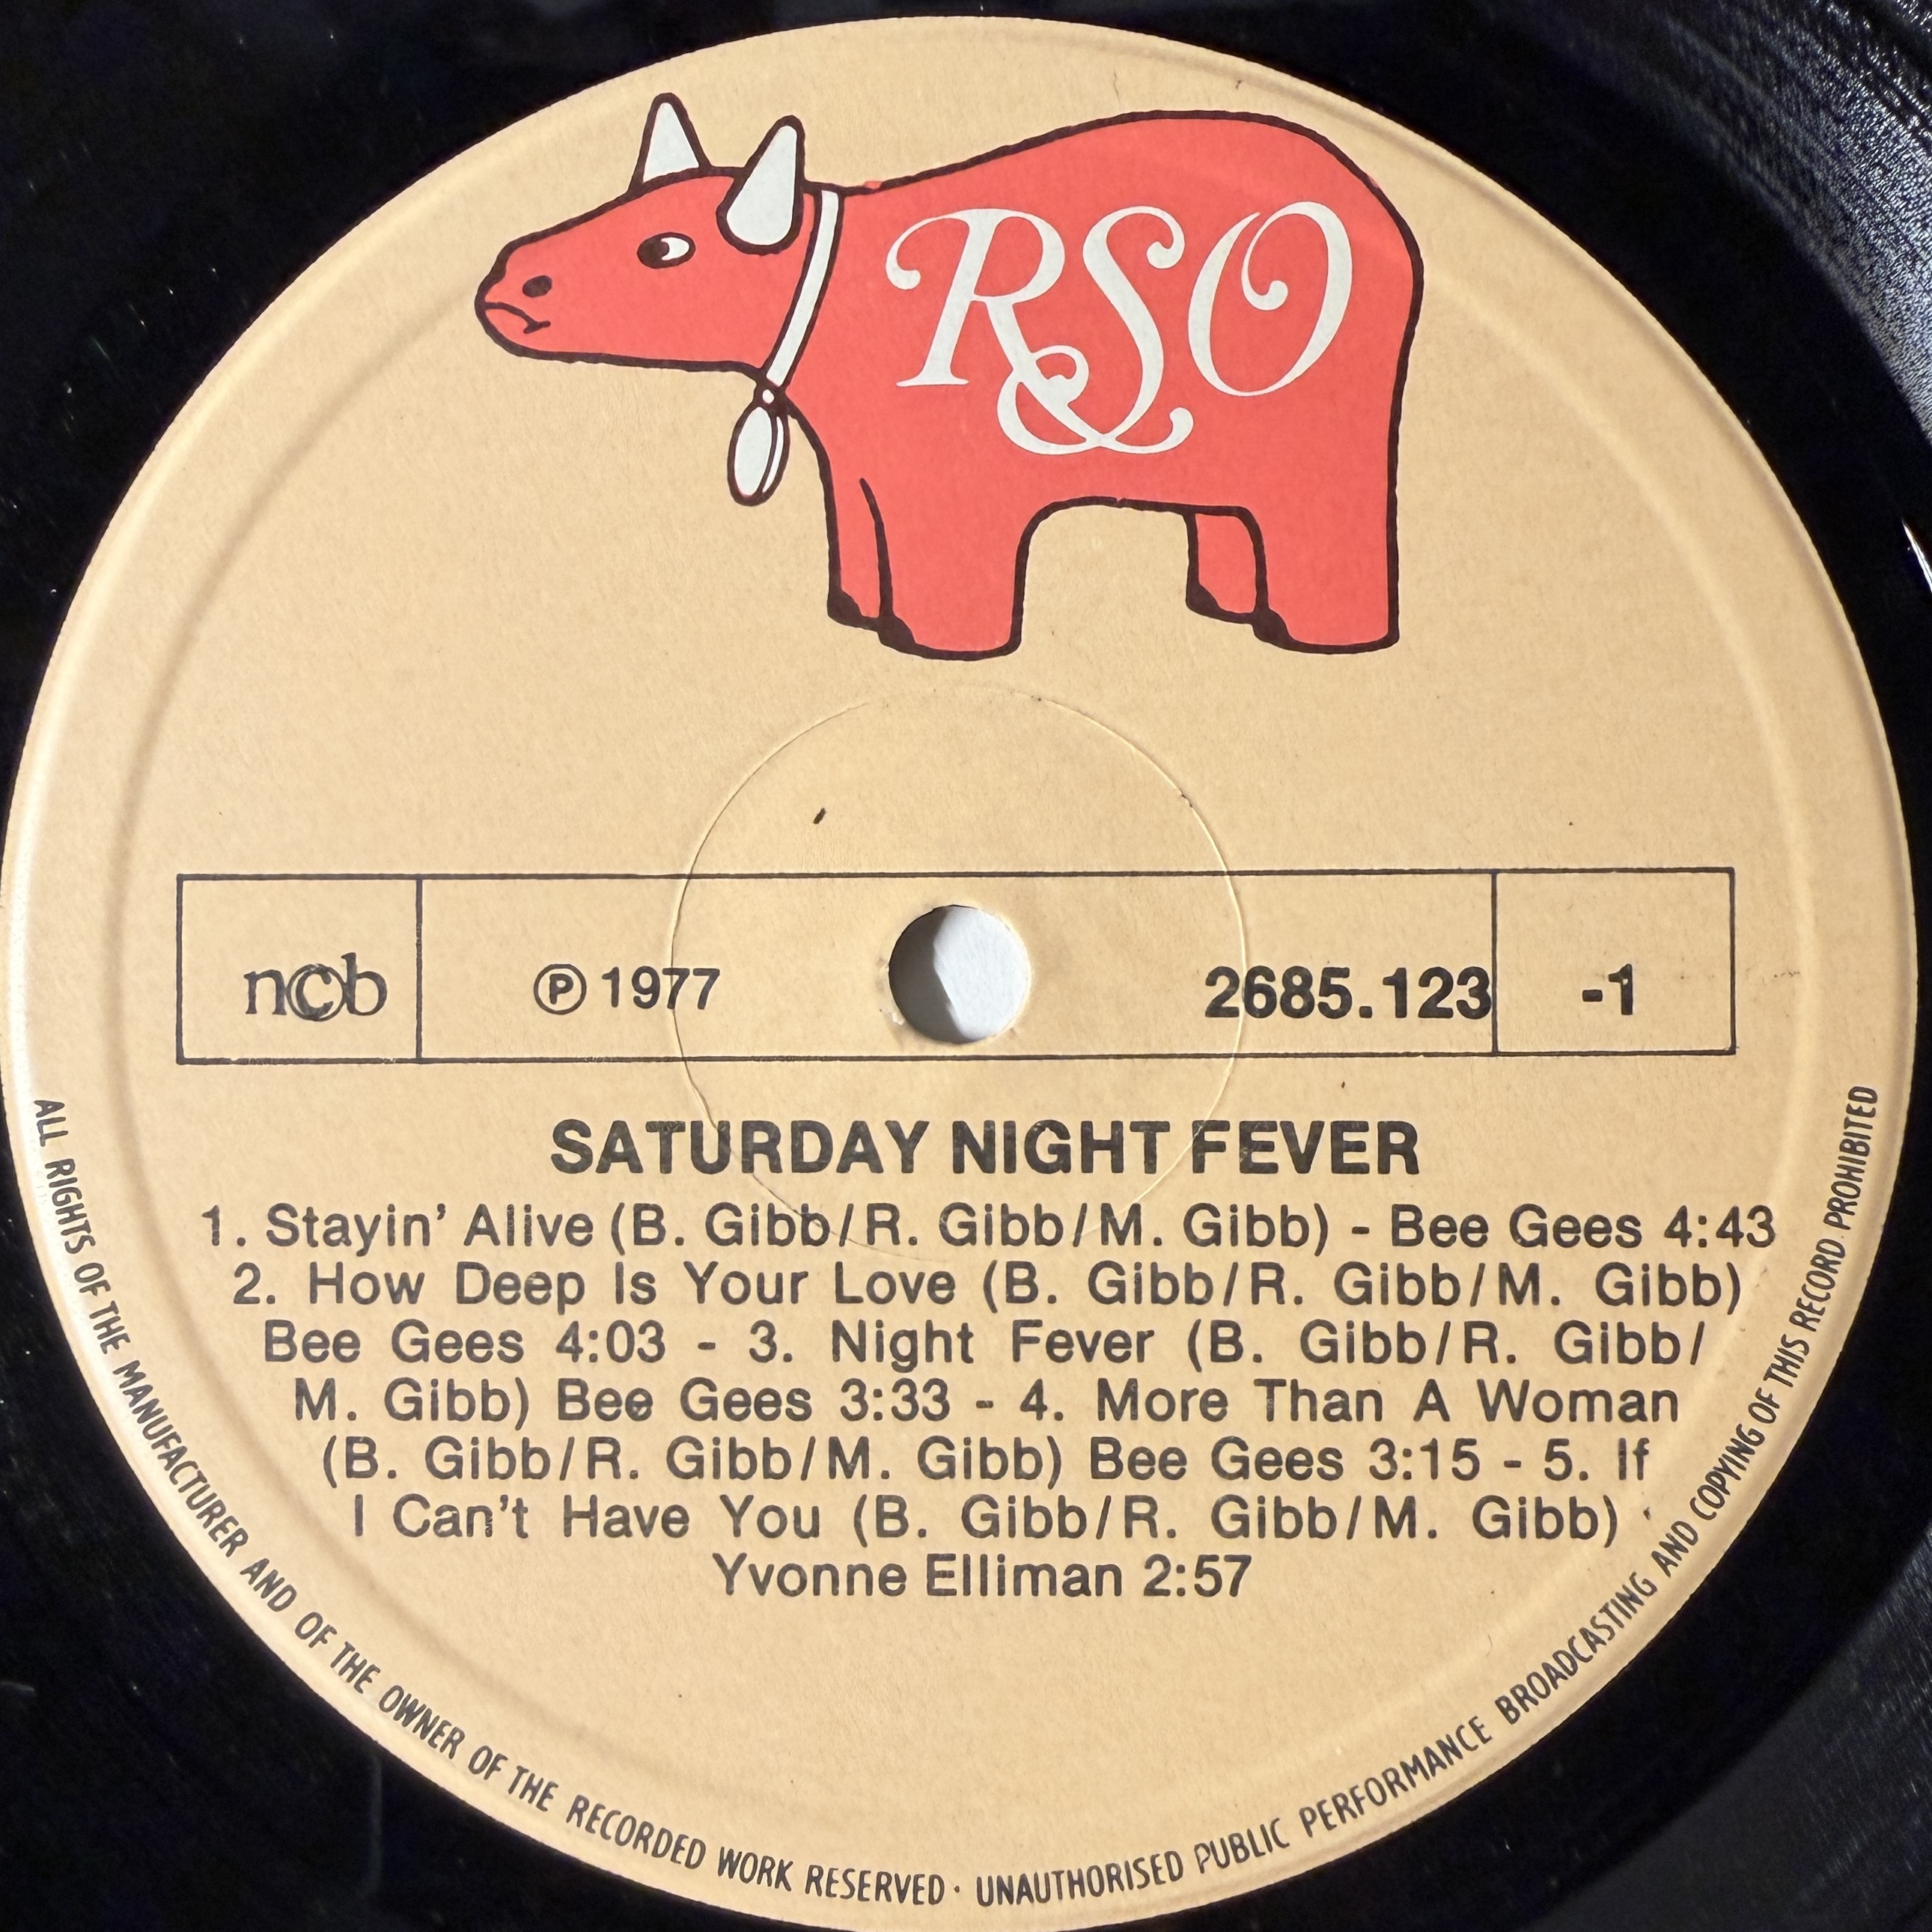 RSO
ncb
℗ 1977
2685.123
-1
SATURDAY NIGHT FEVER
1. Stayin' Alive (B. Gibb/R. Gibb/M. Gibb) - Bee Gees 4:43
2. How Deep Is Your Love (B. Gibb/R. Gibb/M. Gibb)
Bee Gees 4:03 - 3. Night Fever (B. Gibb/R. Gibb/
M. Gibb) Bee Gees 3:33 - 4. More Than A Woman
(B. Gibb/R. Gibb/M. Gibb) Bee Gees 3:15 - 5. If
I Can't Have You (B. Gibb/R. Gibb/M. Gibb)
Yvonne Elliman 2:57
ALL RIGHTS OF THE MANUFACTURER AND OF THE OWNER OF THE RECORDED WORK RESERVED · UNAUTHORISED PUBLIC PERFORMANCE BROADCASTING AND COPYING OF THIS RECORD PROHIBITED